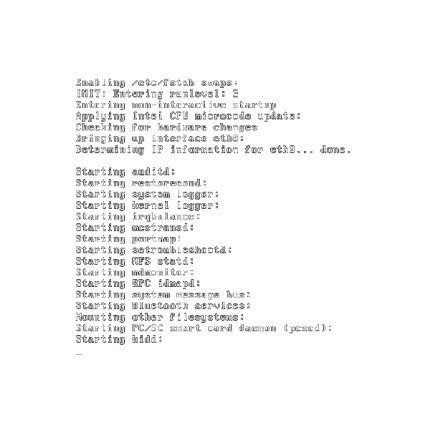 Enabling /etc/fstab swaps:
INIT: Entering runlevel: 3
Entering non-interactive startup
Applying Intel CPU microcode update:
Checking for hardware changes
Bringing up interface eth0:
Determining IP information for eth0... done.
Starting auditd:
Starting restorecond:
Starting system logger:
Starting kernel logger:
Starting irqbalance:
Starting mcstransd:
Starting portmap:
Starting setroubleshootd:
Starting NFS statd:
Starting mdmonitor:
Starting RPC idmapd:
Starting system message bus:
Starting Bluetooth services:
Mounting other filesystems:
Starting PC/SC smart card daemon (pcscd):
Starting hidd:
_